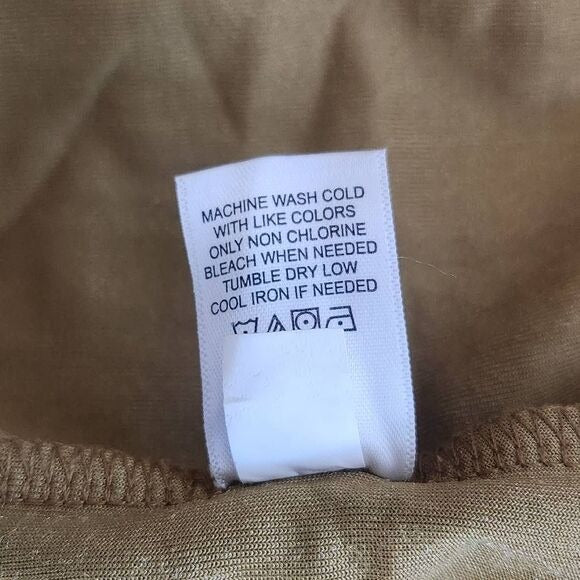 MACHINE WASH COLD
WITH LIKE COLORS
ONLY NON CHLORINE
BLEACH WHEN NEEDED
TUMBLE DRY LOW
COOL IRON IF NEEDED